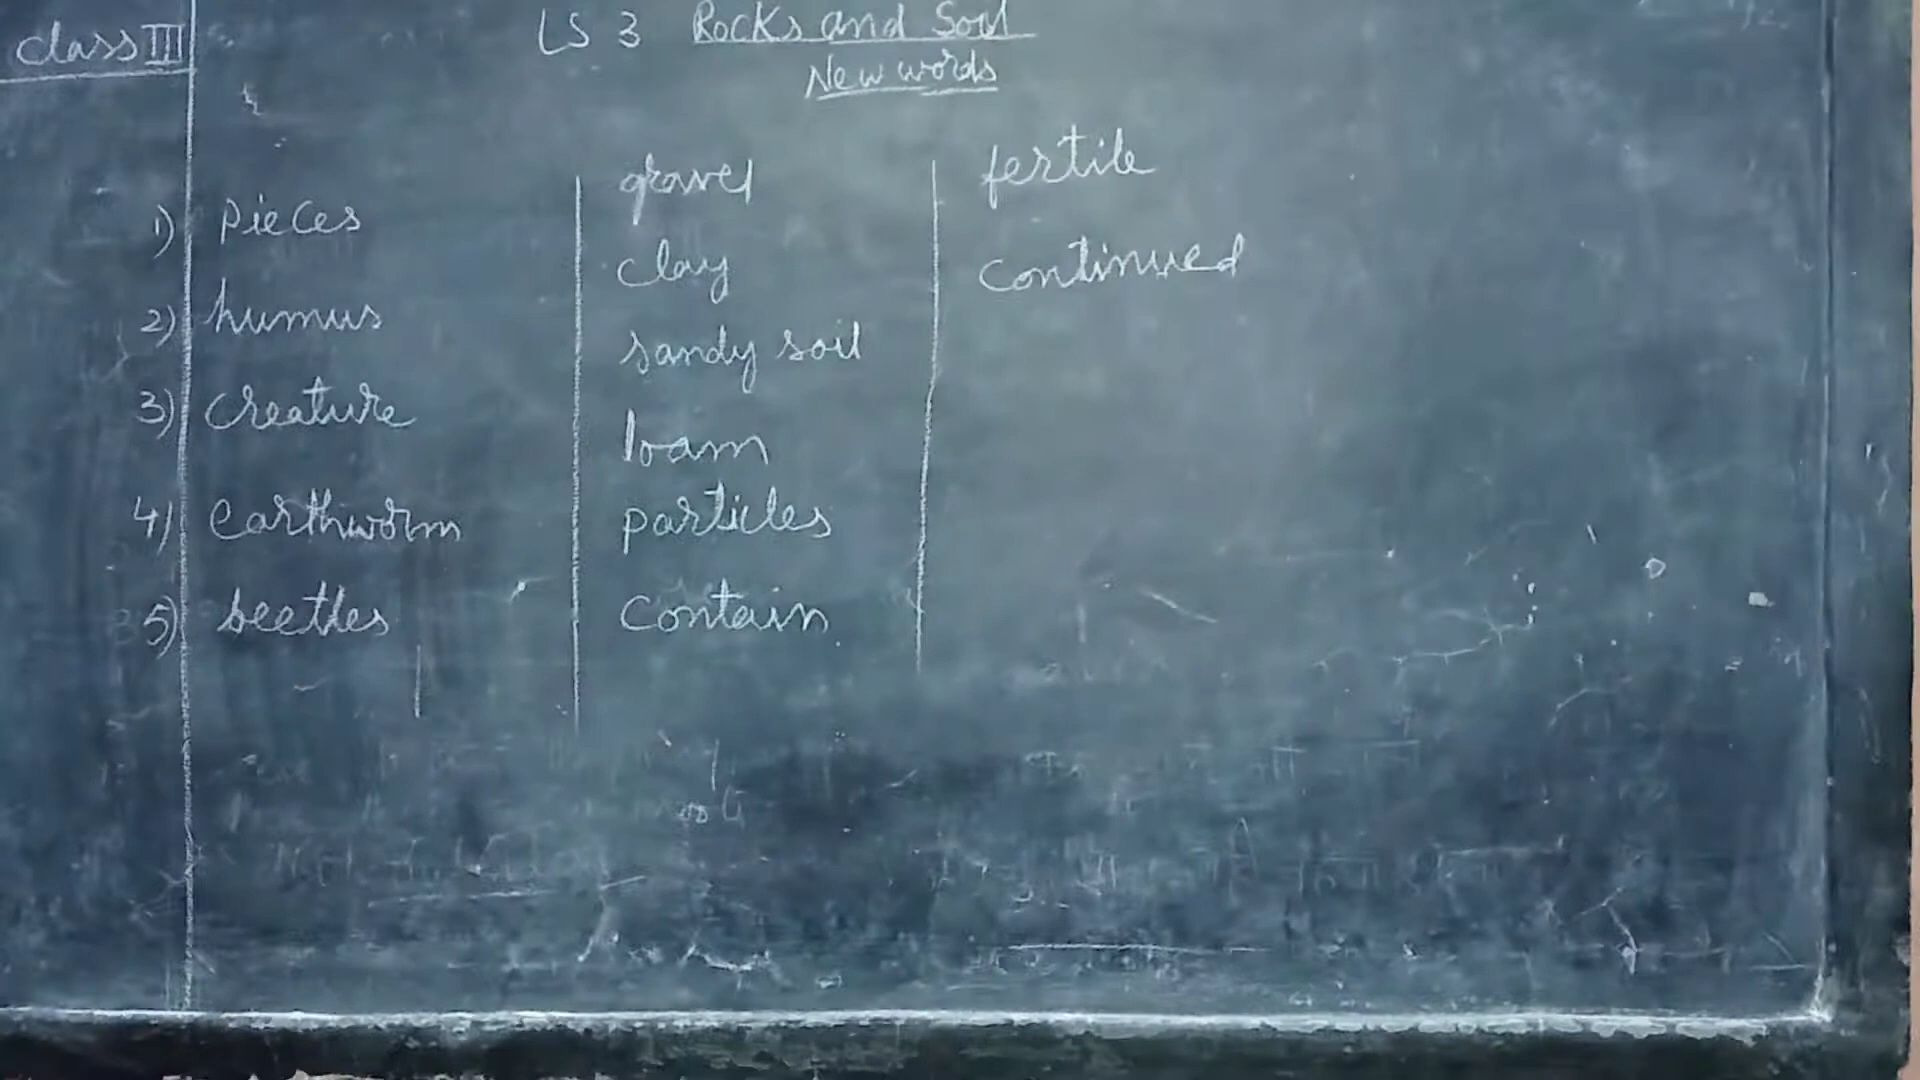 Class III
LS 3 Rocks and Soil
New words
1) Pieces
2) humus
3) creature
4) earthworm
5) beetles
gravel
clay
sandy soil
loam
particles
contain
fertile
continued